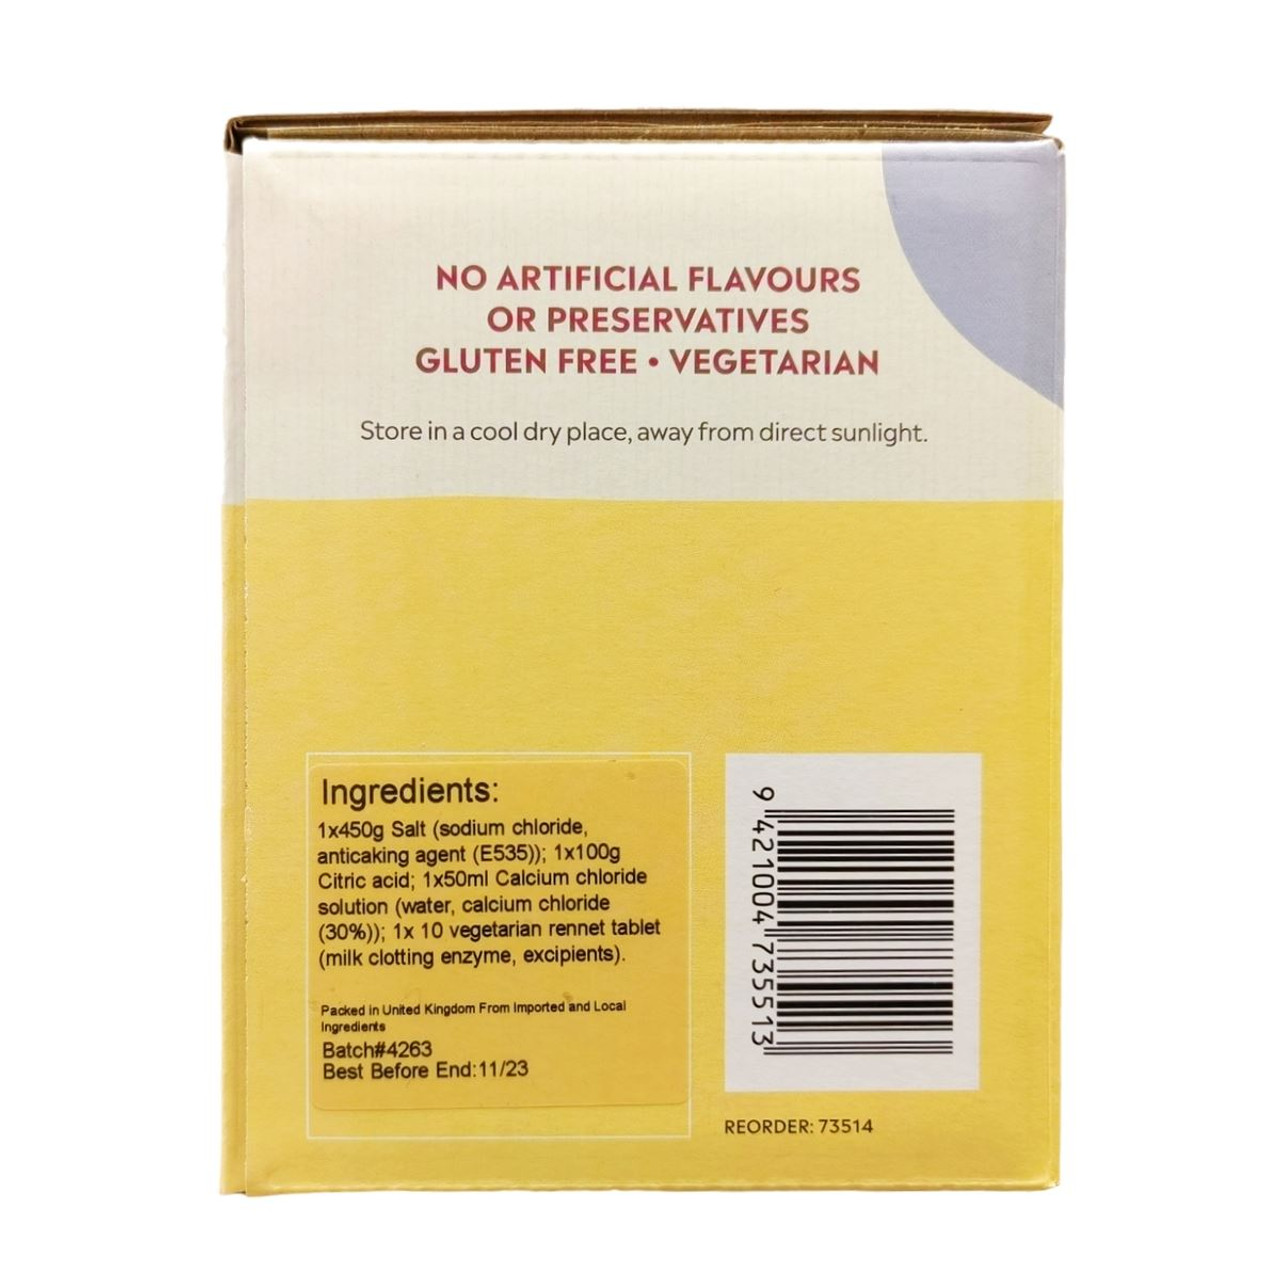 NO ARTIFICIAL FLAVOURS
OR PRESERVATIVES
GLUTEN FREE • VEGETARIAN
Store in a cool dry place, away from direct sunlight.
Ingredients:
1x450g Salt (sodium chloride,
anticaking agent (E535)); 1x100g
Citric acid; 1x50ml Calcium chloride
solution (water, calcium chloride
(30%)); 1x 10 vegetarian rennet tablet
(milk clotting enzyme, excipients).
Packed in United Kingdom From Imported and Local
Ingredients
Batch#4263
Best Before End:11/23
9 421004 735513
REORDER: 73514